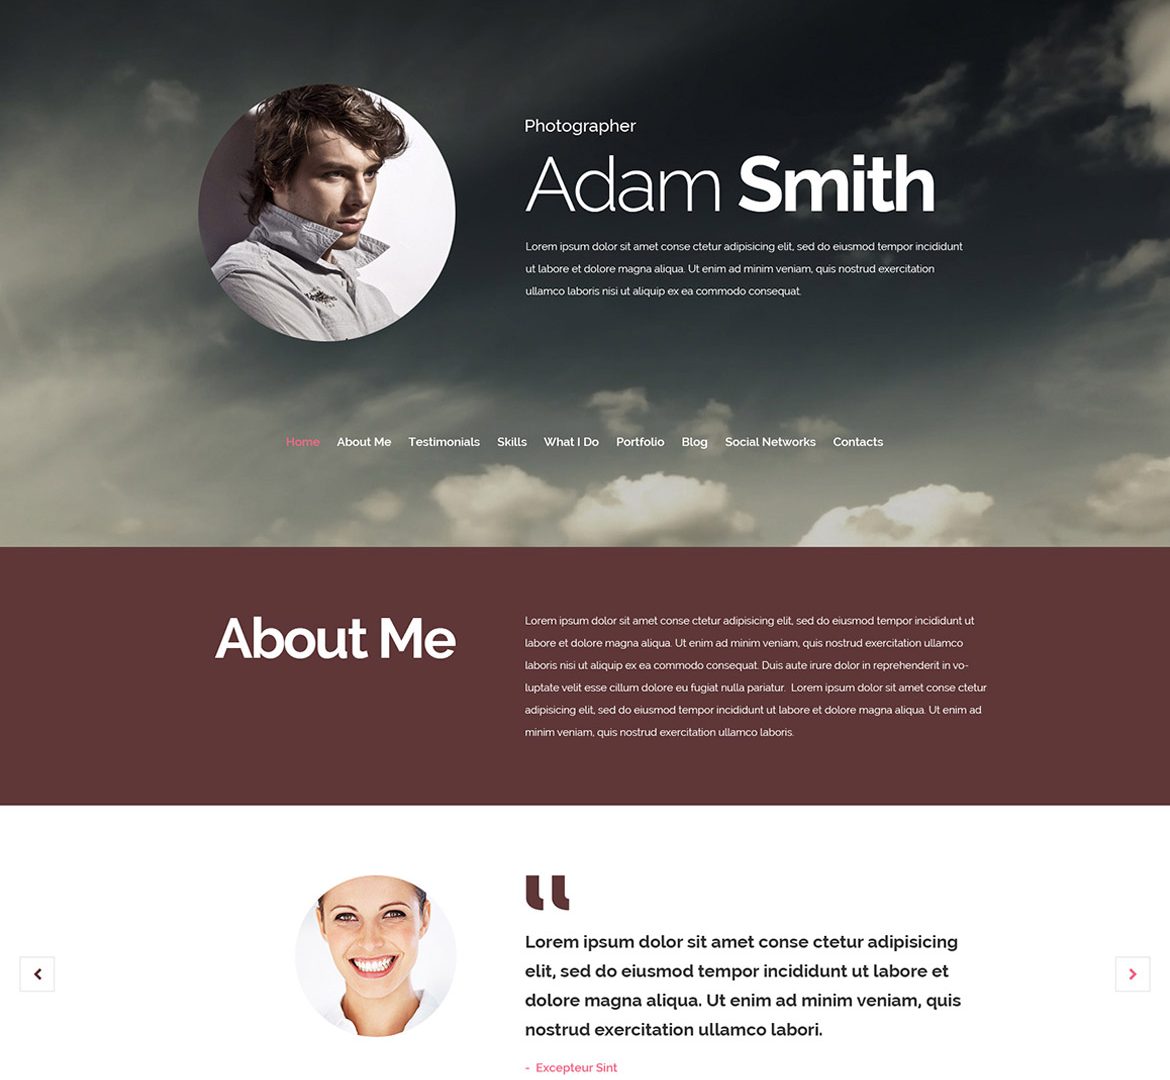 Photographer
Adam Smith
Lorem ipsum dolor sit amet conse ctetur adipisicing elit, sed do eiusmod tempor incididunt
ut labore et dolore magna aliqua. Ut enim ad minim veniam, quis nostrud exercitation
ullamco laboris nisi ut aliquip ex ea commodo consequat.
Home About Me Testimonials Skills What I Do Portfolio Blog Social Networks Contacts
About Me
Lorem ipsum dolor sit amet conse ctetur adipisicing elit, sed do eiusmod tempor incididunt ut
labore et dolore magna aliqua. Ut enim ad minim veniam, quis nostrud exercitation ullamco
laboris nisi ut aliquip ex ea commodo consequat. Duis aute irure dolor in reprehenderit in vo-
luptate velit esse cillum dolore eu fugiat nulla pariatur. Lorem ipsum dolor sit amet conse ctetur
adipisicing elit, sed do eiusmod tempor incididunt ut labore et dolore magna aliqua. Ut enim ad
minim veniam, quis nostrud exercitation ullamco laboris.
Lorem ipsum dolor sit amet conse ctetur adipisicing
elit, sed do eiusmod tempor incididunt ut labore et
dolore magna aliqua. Ut enim ad minim veniam, quis
nostrud exercitation ullamco labori.
- Excepteur Sint